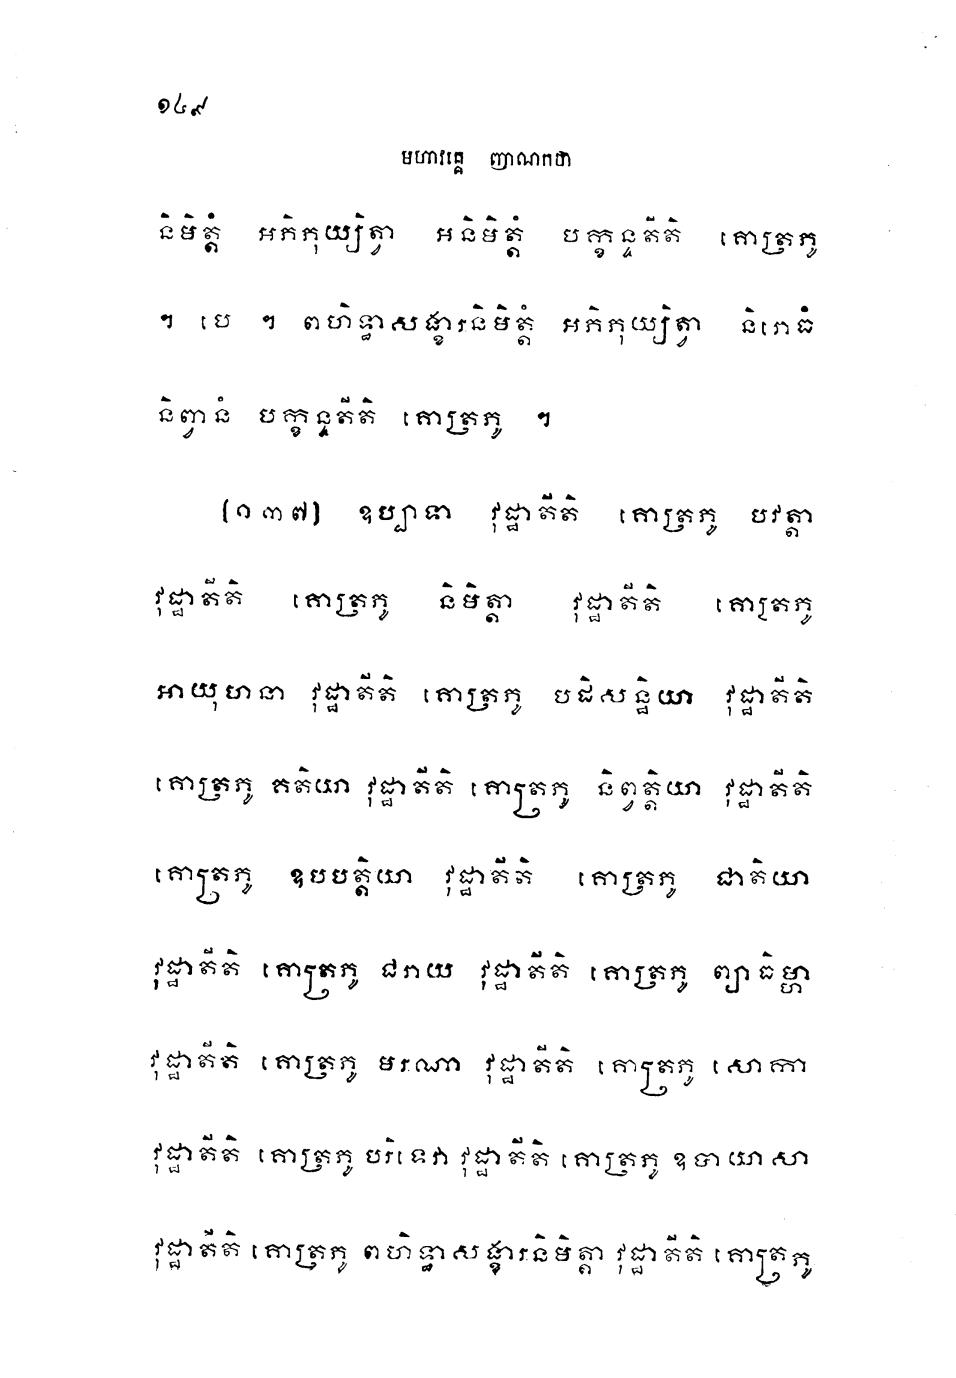 ១៤៩
មហាវគ្គេ ញាណកថា
និមិត្តំ អភិភុយ្យិត្វា អនិមិត្តំ បក្ខន្ទតីតិ គោត្រភូ
។ បេ ។ ពហិទ្ធាសង្ខារនិមិត្តំ អភិភុយ្យិត្វា និរោធំ
និព្វានំ បក្ខន្ទតីតិ គោត្រភូ ។
(១៣៧) ឧប្បាទា វុដ្ឋាតីតិ គោត្រភូ បវត្តា
វុដ្ឋាតីតិ គោត្រភូ និមិត្តា វុដ្ឋាតីតិ គោត្រភូ
អាយុហនា វុដ្ឋាតីតិ គោត្រភូ បដិសន្ធិយា វុដ្ឋាតីតិ
គោត្រភូ គតិយា វុដ្ឋាតីតិ គោត្រភូ និព្វត្តិយា វុដ្ឋាតីតិ
គោត្រភូ ឧបបត្តិយា វុដ្ឋាតីតិ គោត្រភូ ជាតិយា
វុដ្ឋាតីតិ គោត្រភូ ជរាយ វុដ្ឋាតីតិ គោត្រភូ ព្យាធិម្ហា
វុដ្ឋាតីតិ គោត្រភូ មរណា វុដ្ឋាតីតិ គោត្រភូ សោកា
វុដ្ឋាតីតិ គោត្រភូ បរិទេវា វុដ្ឋាតីតិ គោត្រភូ ឧបាយាសា
វុដ្ឋាតីតិ គោត្រភូ ពហិទ្ធាសង្ខារនិមិត្តា វុដ្ឋាតីតិ គោត្រភូ